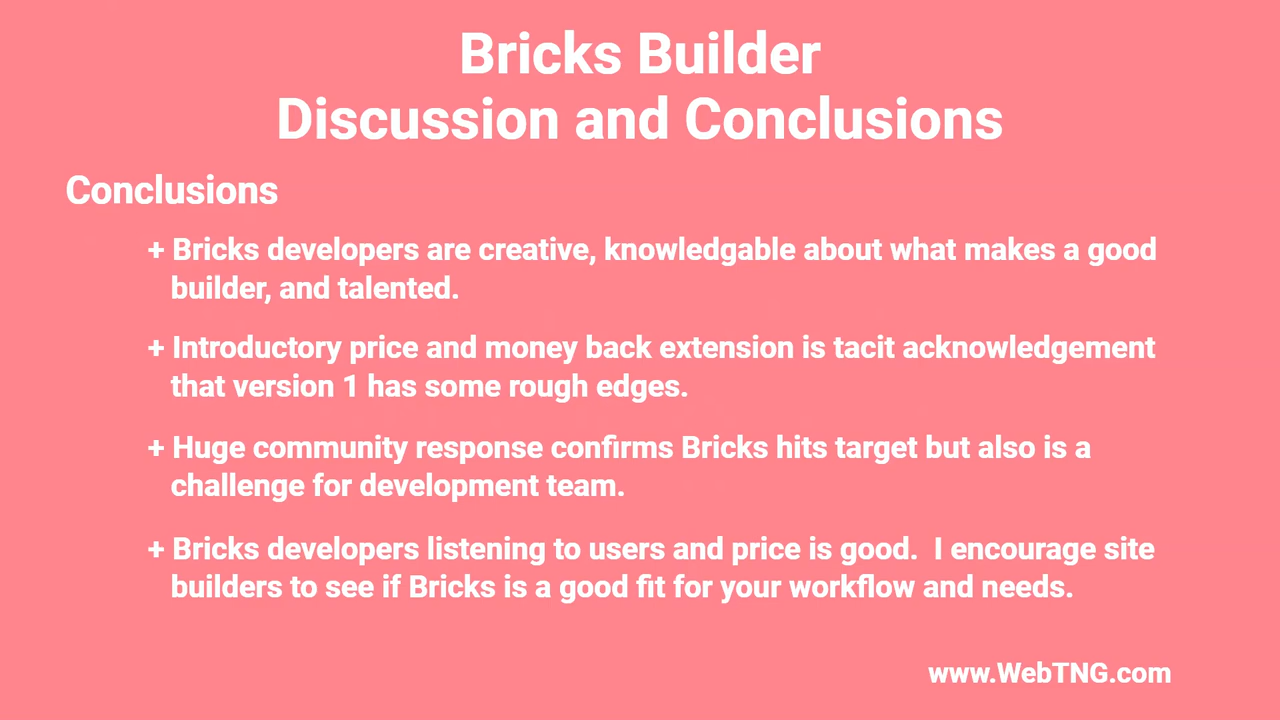 Bricks Builder
Discussion and Conclusions
Conclusions
+ Bricks developers are creative, knowledgable about what makes a good
builder, and talented.
+ Introductory price and money back extension is tacit acknowledgement
that version 1 has some rough edges.
+ Huge community response confirms Bricks hits target but also is a
challenge for development team.
+ Bricks developers listening to users and price is good.  I encourage site
builders to see if Bricks is a good fit for your workflow and needs.
www.WebTNG.com